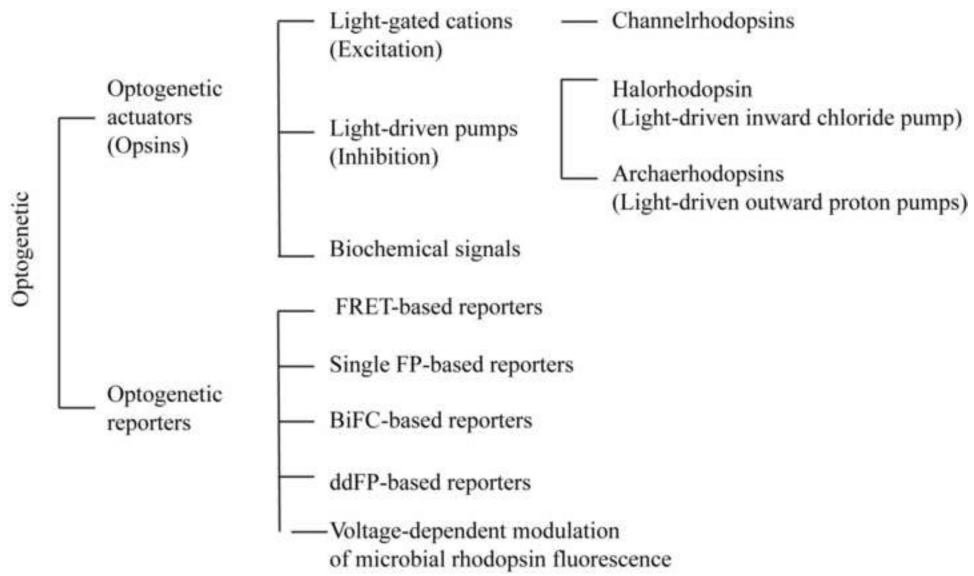 Optogenetic
Optogenetic
actuators
(Opsins)
Light-gated cations
(Excitation)
Channelrhodopsins
Light-driven pumps
(Inhibition)
Halorhodopsin
(Light-driven inward chloride pump)
Archaerhodopsins
(Light-driven outward proton pumps)
Biochemical signals
Optogenetic
reporters
FRET-based reporters
Single FP-based reporters
BiFC-based reporters
ddFP-based reporters
Voltage-dependent modulation
of microbial rhodopsin fluorescence